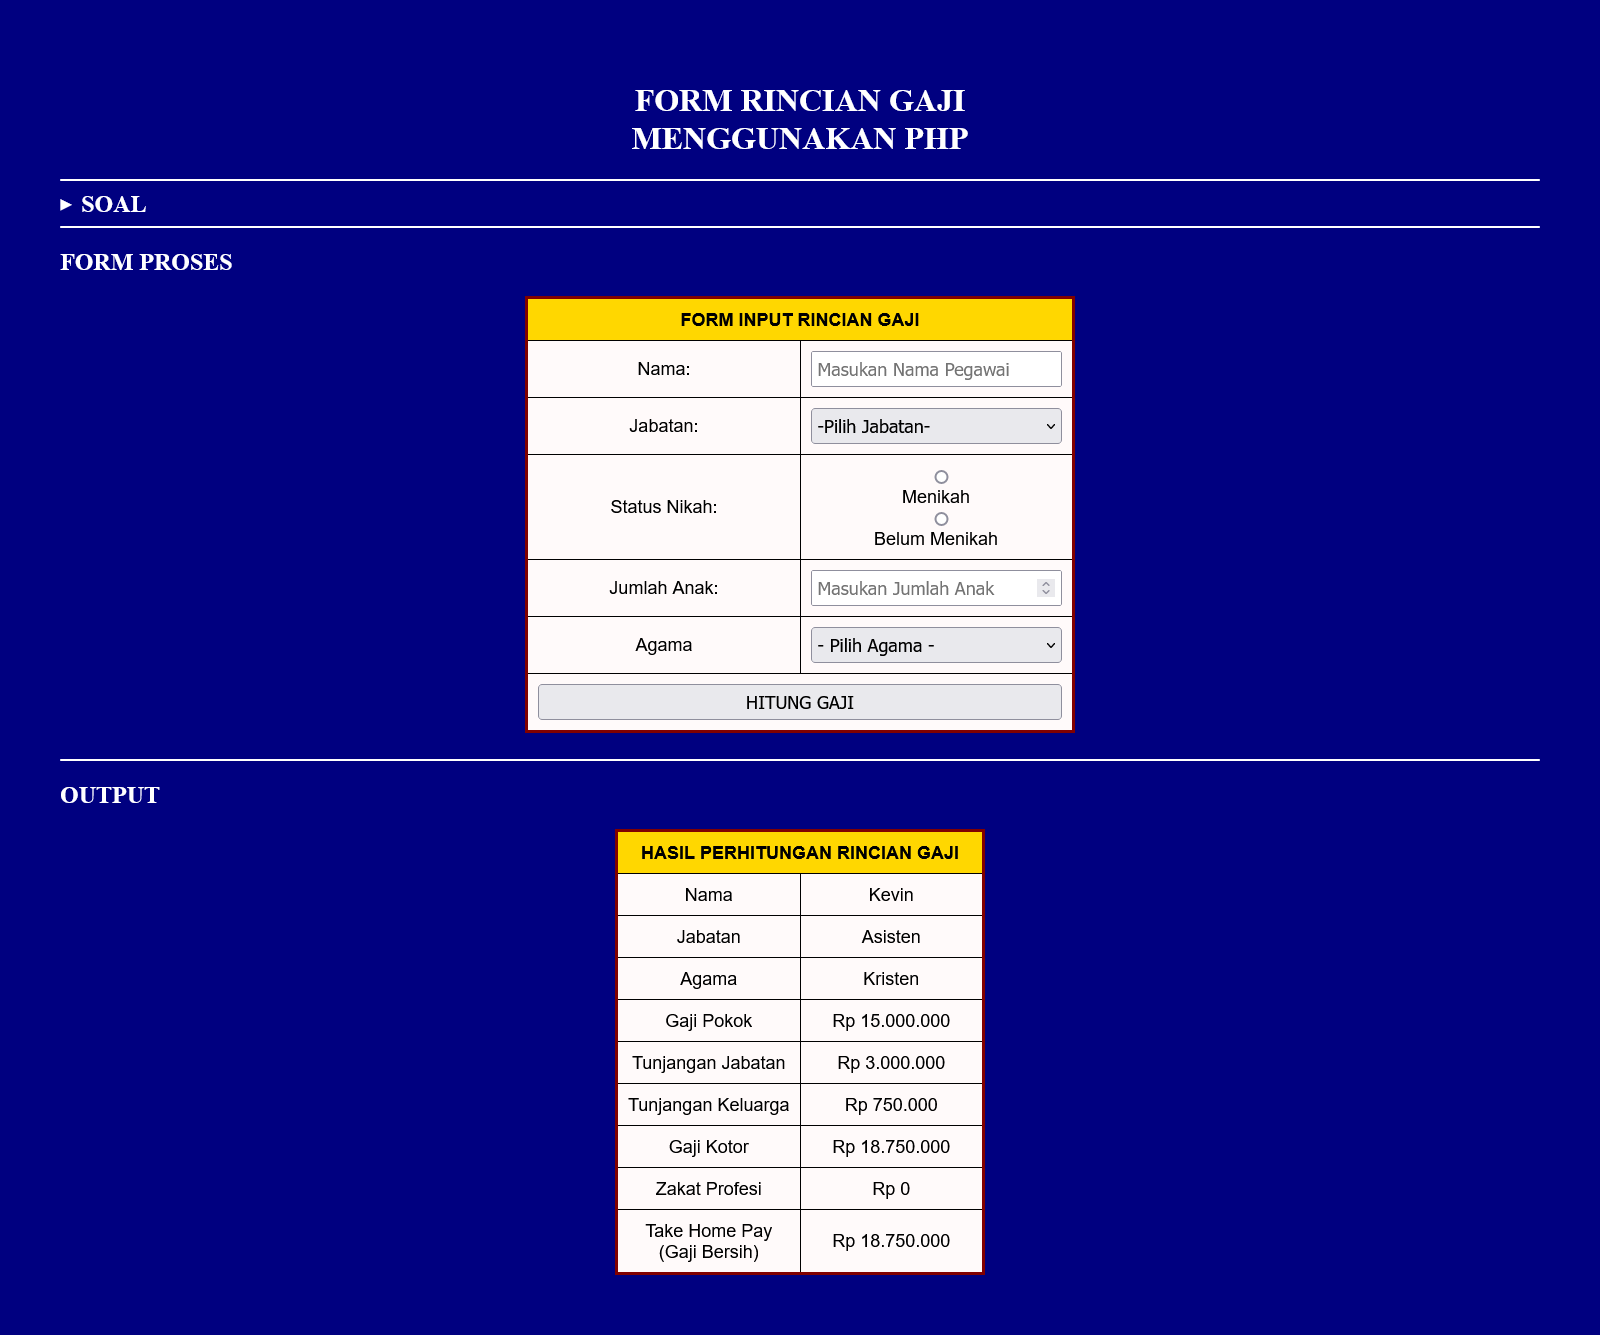 FORM RINCIAN GAJI
MENGGUNAKAN PHP
▸ SOAL
FORM PROSES
FORM INPUT RINCIAN GAJI
Nama:
Masukan Nama Pegawai
Jabatan:
-Pilih Jabatan-
Status Nikah:
Menikah
Belum Menikah
Jumlah Anak:
Masukan Jumlah Anak
Agama
- Pilih Agama -
HITUNG GAJI
OUTPUT
HASIL PERHITUNGAN RINCIAN GAJI
Nama
Kevin
Jabatan
Asisten
Agama
Kristen
Gaji Pokok
Rp 15.000.000
Tunjangan Jabatan
Rp 3.000.000
Tunjangan Keluarga
Rp 750.000
Gaji Kotor
Rp 18.750.000
Zakat Profesi
Rp 0
Take Home Pay
(Gaji Bersih)
Rp 18.750.000